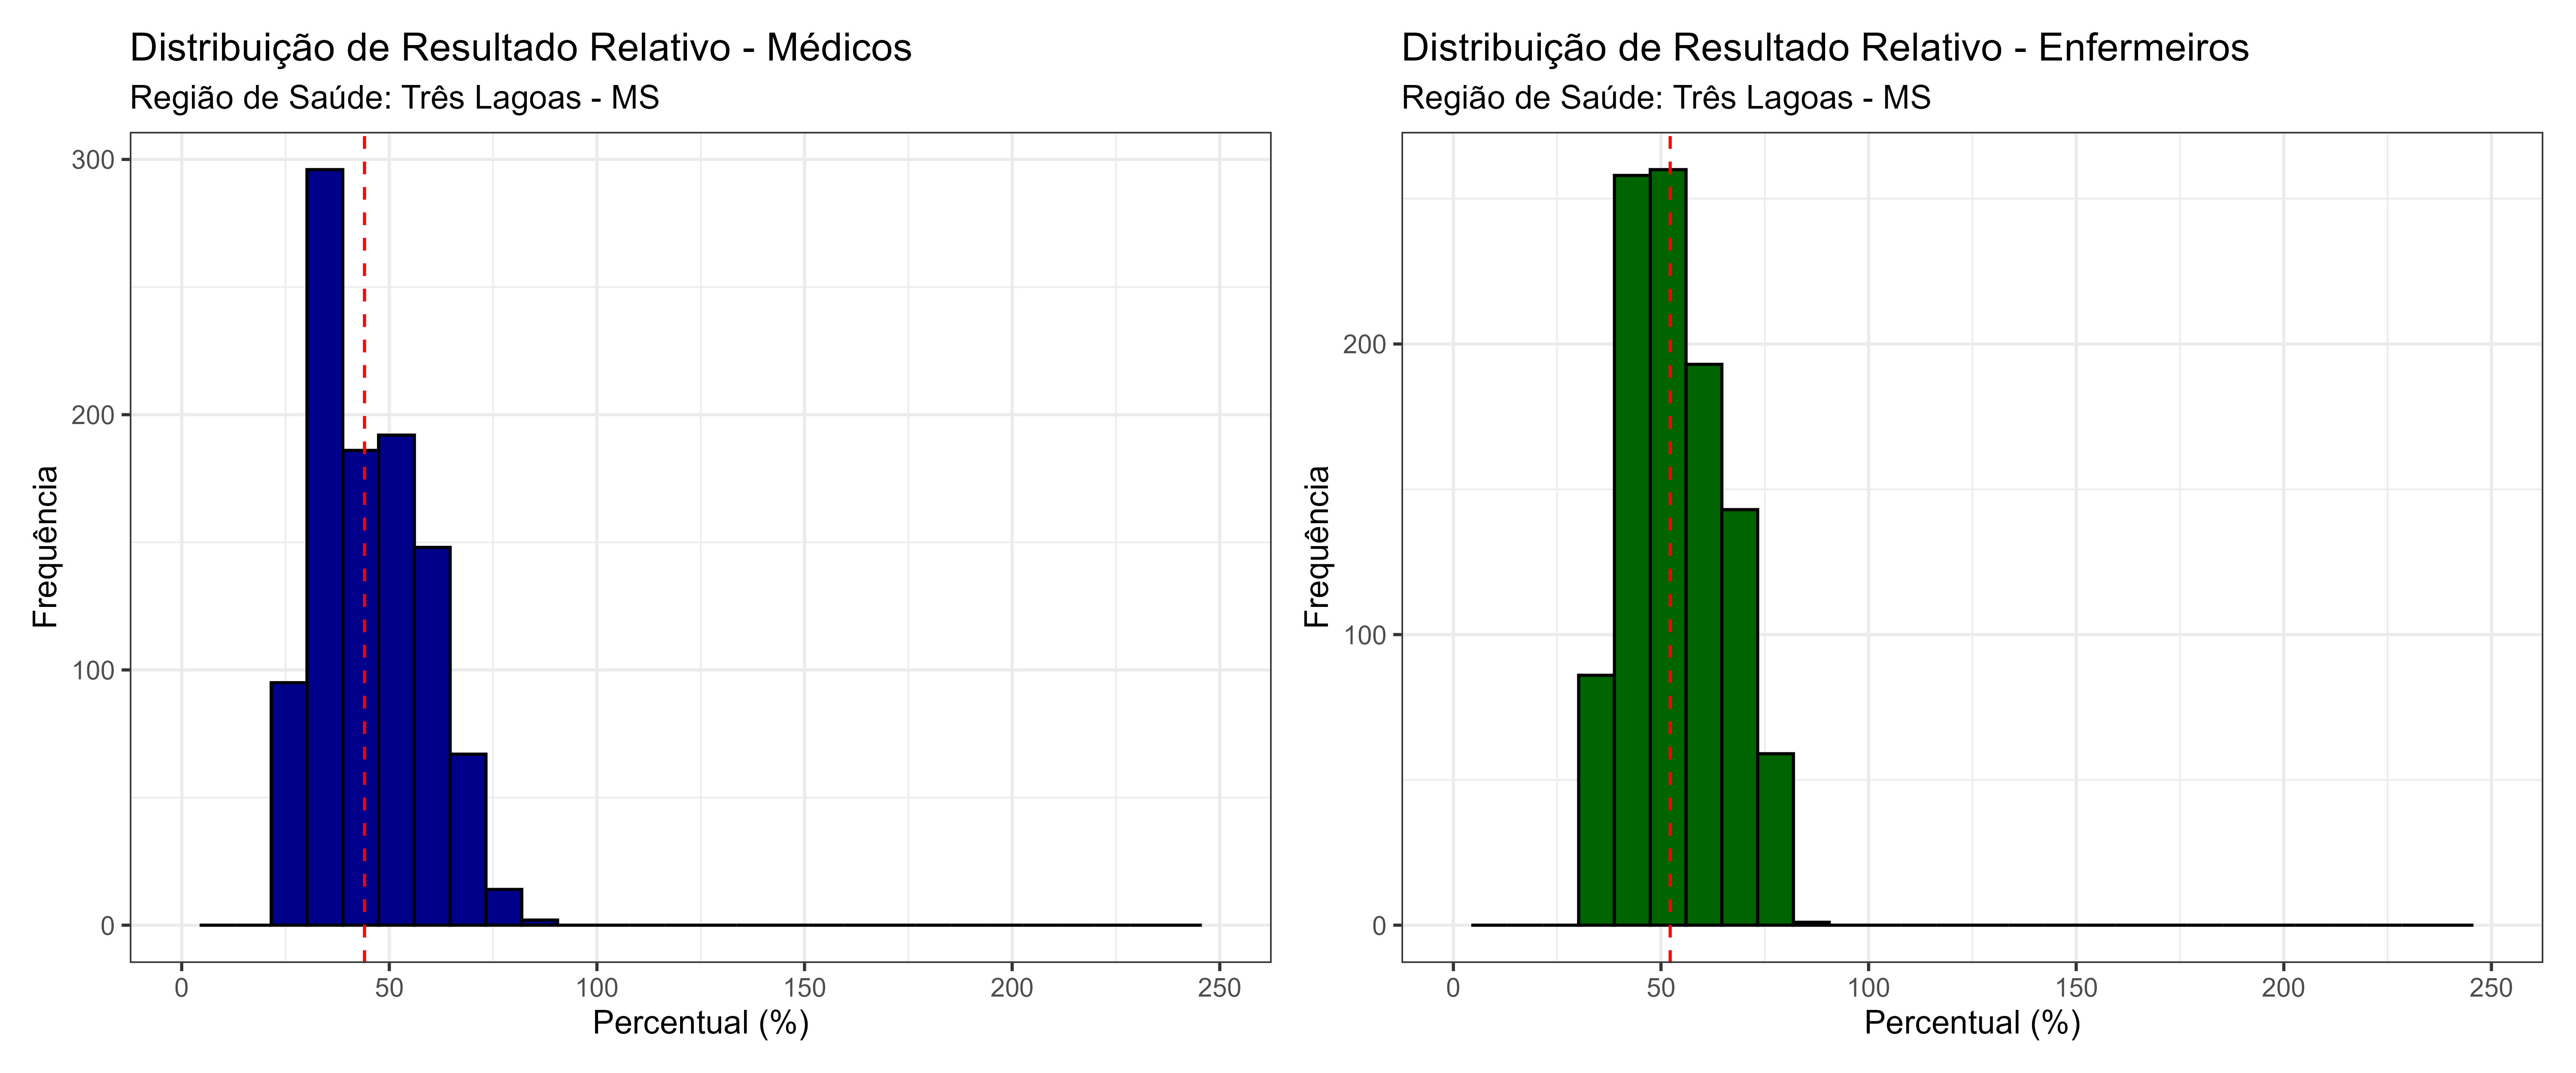 Distribuição de Resultado Relativo - Médicos
Região de Saúde: Três Lagoas - MS
300
200
100
0
Frequência
0 50 100 150 200 250
Percentual (%)
Distribuição de Resultado Relativo - Enfermeiros
Região de Saúde: Três Lagoas - MS
200
100
0
Frequência
0 50 100 150 200 250
Percentual (%)